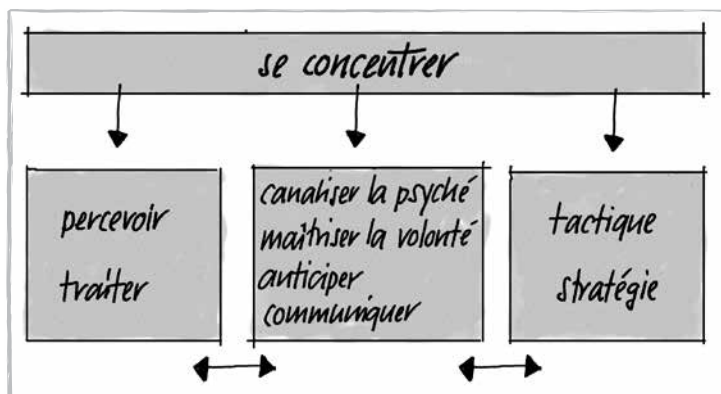 se concentrer
percevoir
traiter
canaliser la psyché
maîtriser la volonté
anticiper
communiquer
tactique
stratégie